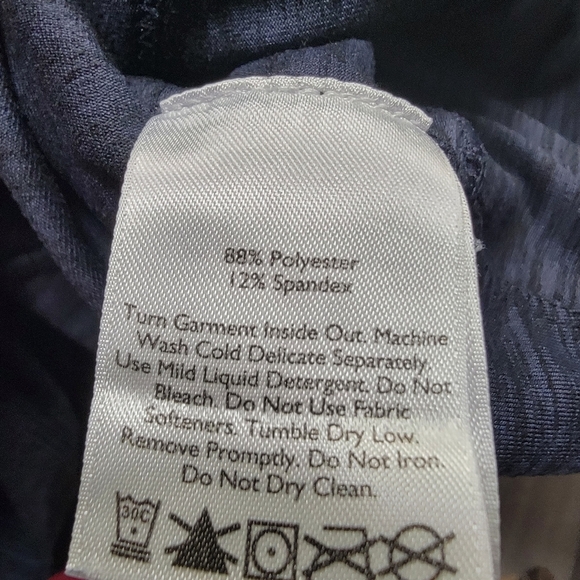 88% Polyester
12% Spandex
Turn Garment Inside Out. Machine
Wash Cold Delicate Separately
Use Mild Liquid Detergent. Do Not
Bleach. Do Not Use Fabric
Softeners. Tumble Dry Low.
Remove Promptly. Do Not Iron.
Do Not Dry Clean.
30C